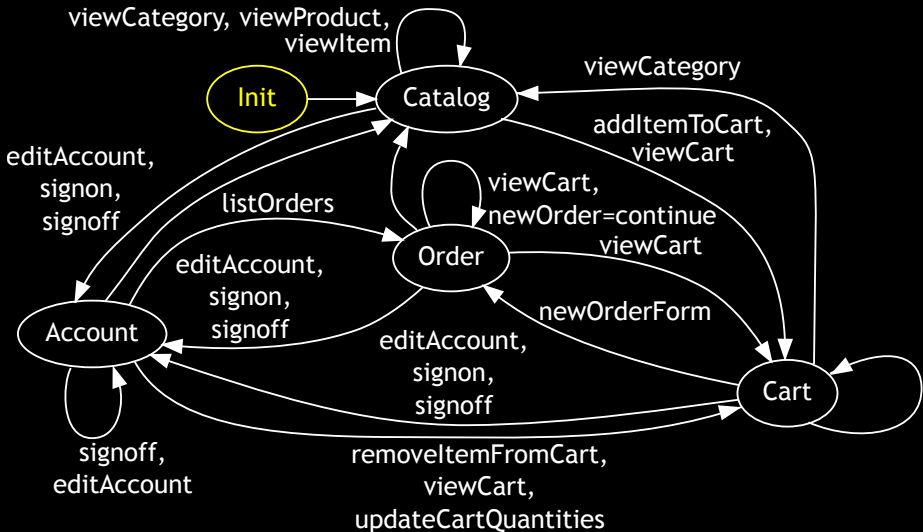 viewCategory, viewProduct,
viewItem
Init
Catalog
viewCategory
addItemToCart,
viewCart
editAccount,
signon,
signoff
listOrders
viewCart,
newOrder=continue
viewCart
Order
editAccount,
signon,
signoff
newOrderForm
Account
editAccount,
signon,
signoff
Cart
signoff,
editAccount
removeItemFromCart,
viewCart,
updateCartQuantities